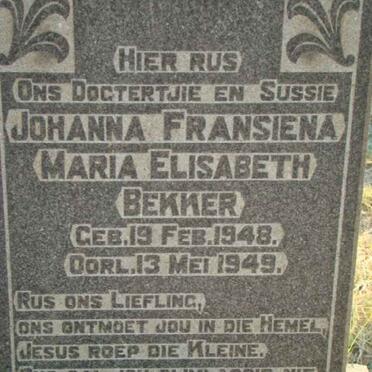 HIER RUS
ONS DOGTERTJIE EN SUSSIE
JOHANNA FRANSIENA
MARIA ELISABETH
BEKKER
GEB. 19 FEB. 1948.
OORL. 13 MEI 1949.
RUS ONS LIEFLING,
ONS ONTMOET JOU IN DIE HEMEL,
JESUS ROEP DIE KLEINE.